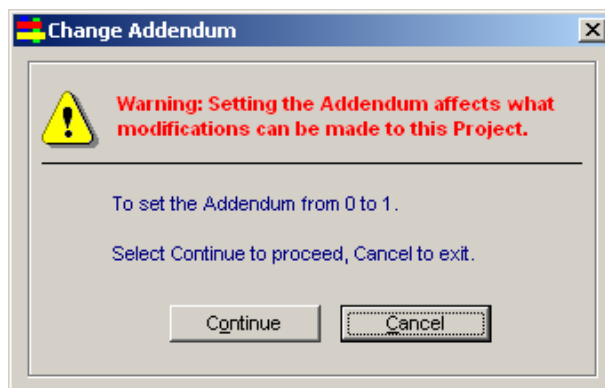 Change Addendum
Warning: Setting the Addendum affects what
modifications can be made to this Project.
To set the Addendum from 0 to 1.
Select Continue to proceed, Cancel to exit.
Continue
Cancel